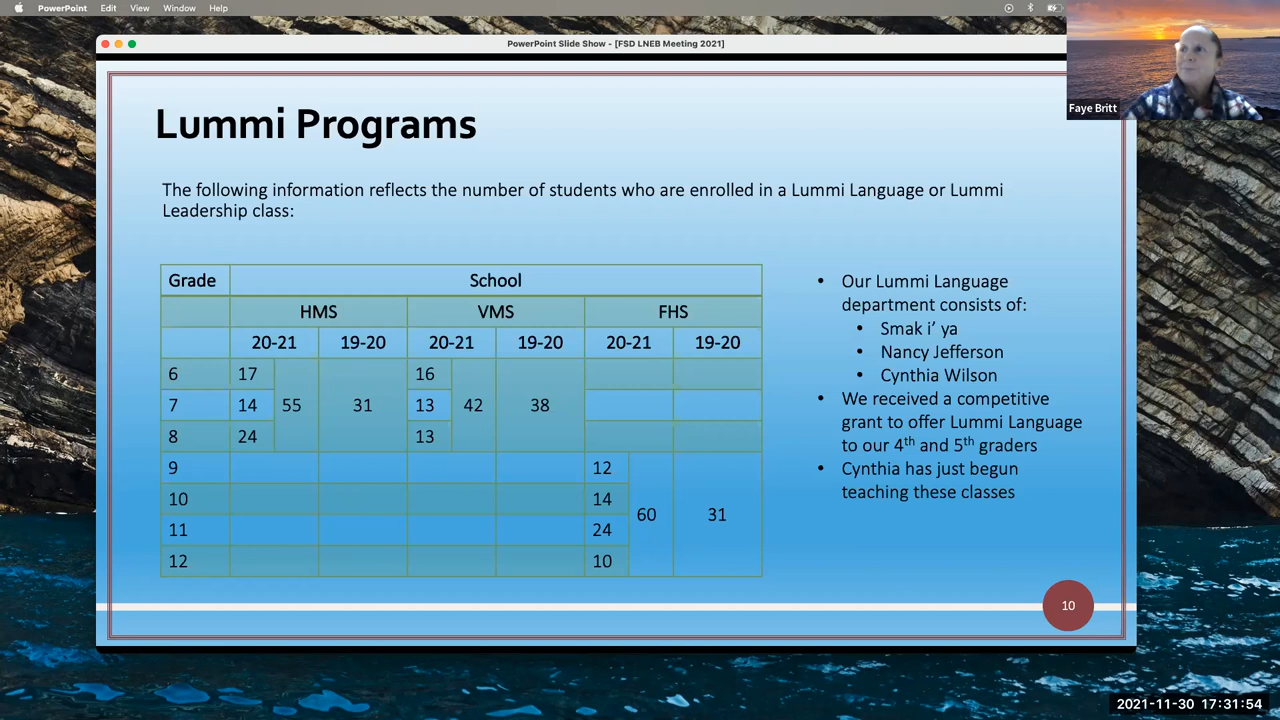 PowerPoint Edit View Window Help
PowerPoint Slide Show - [FSD LNEB Meeting 2021]
Faye Britt
Lummi Programs
The following information reflects the number of students who are enrolled in a Lummi Language or Lummi
Leadership class:
Grade School
HMS VMS FHS
20-21 19-20 20-21 19-20 20-21 19-20
6 17 16
7 14 55 31 13 42 38
8 24 13
9 12
10 14
60 31
11 24
12 10
• Our Lummi Language
department consists of:
• Smak i’ ya
• Nancy Jefferson
• Cynthia Wilson
• We received a competitive
grant to offer Lummi Language
to our 4th and 5th graders
• Cynthia has just begun
teaching these classes
10
2021-11-30 17:31:54